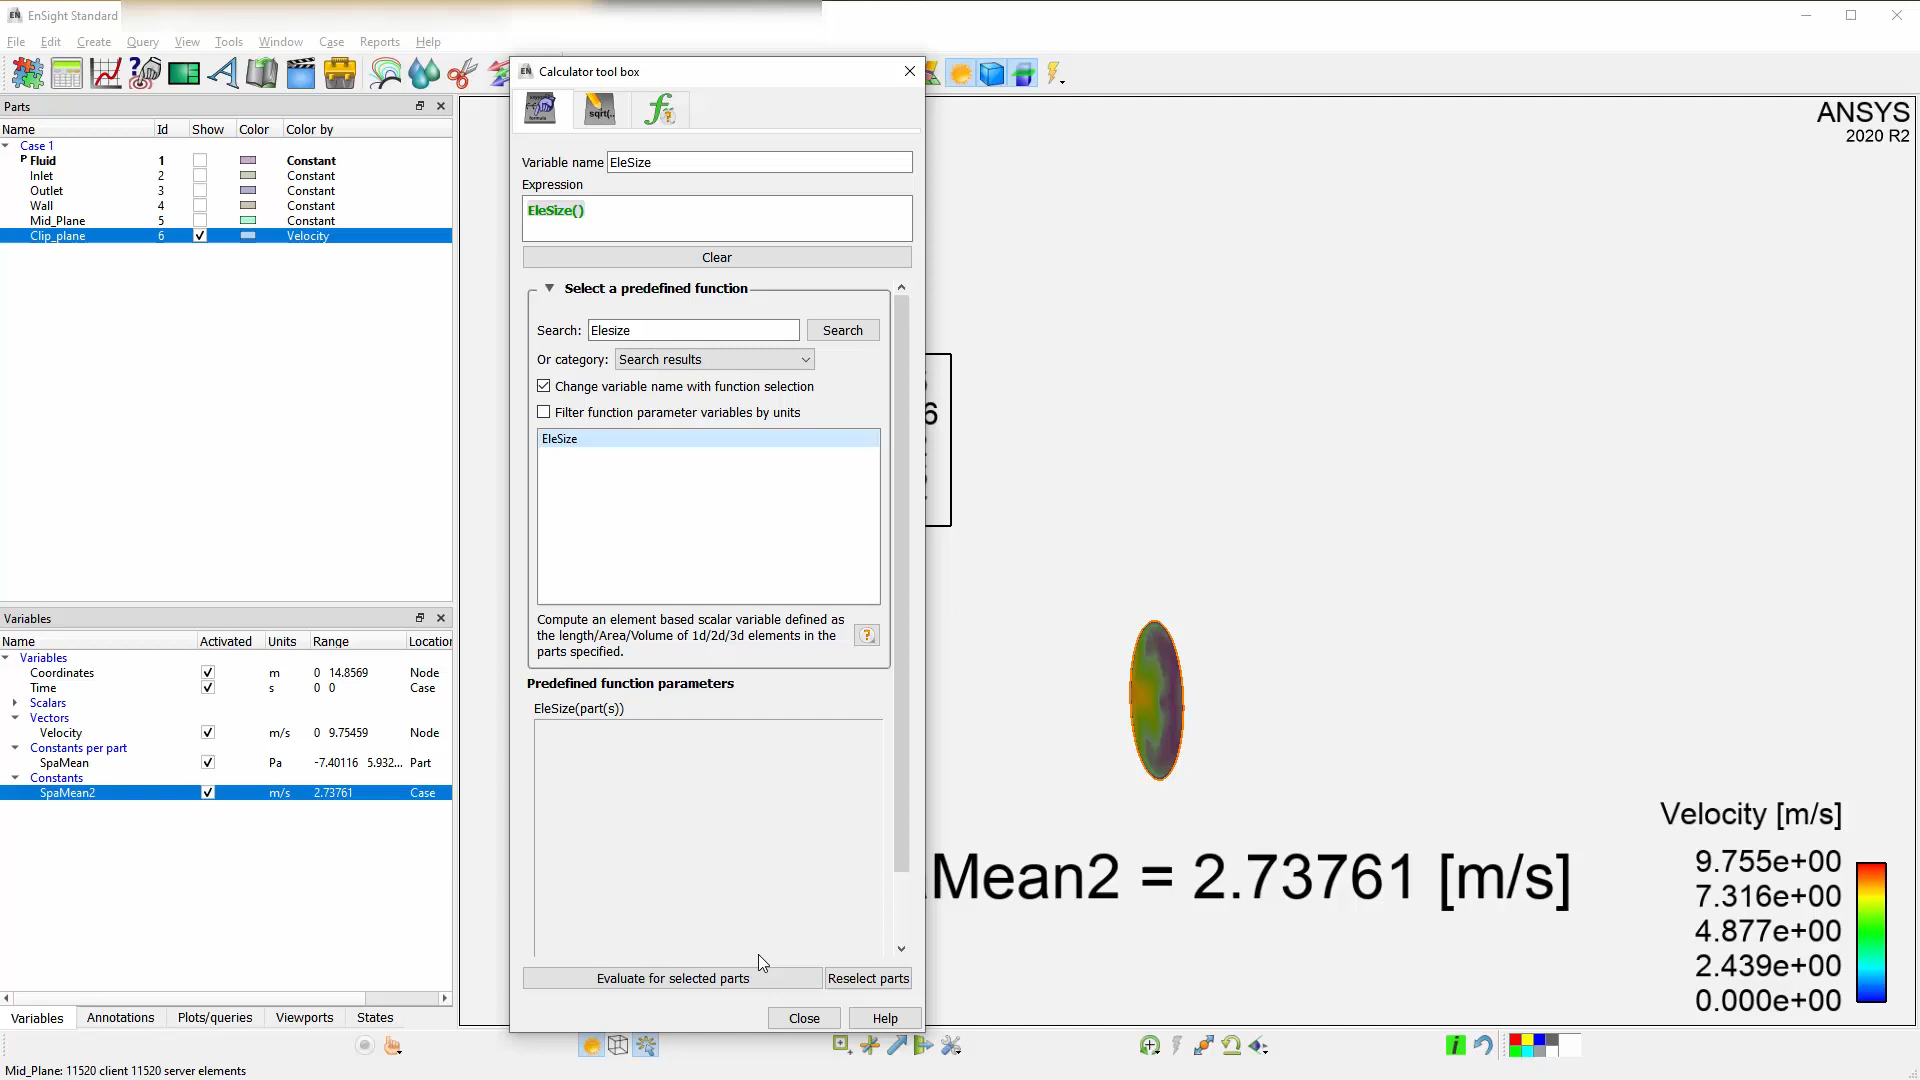 EN EnSight Standard
File Edit Create Query View Tools Window Case Reports Help
Parts
Name Id Show Color Color by
Case 1
P Fluid 1 Constant
Inlet 2 Constant
Outlet 3 Constant
Wall 4 Constant
Mid_Plane 5 Constant
Clip_plane 6 Velocity
Variables
Name Activated Units Range Location
Variables
Coordinates m 0 14.8569 Node
Time s 0 0 Case
Scalars
Vectors
Velocity m/s 0 9.75459 Node
Constants per part
SpaMean Pa -7.40116 5.932... Part
Constants
SpaMean2 m/s 2.73761 Case
Variables Annotations Plots/queries Viewports States
Mid_Plane: 11520 client 11520 server elements
EN Calculator tool box
formula
sqrt(..
f?
Variable name EleSize
Expression
EleSize()
Clear
Select a predefined function
Search: Elesize Search
Or category: Search results
Change variable name with function selection
Filter function parameter variables by units
EleSize
Compute an element based scalar variable defined as
the length/Area/Volume of 1d/2d/3d elements in the
parts specified.
?
Predefined function parameters
EleSize(part(s))
Evaluate for selected parts Reselect parts
Close Help
ANSYS
2020 R2
6
Mean2 = 2.73761 [m/s]
Velocity [m/s]
9.755e+00
7.316e+00
4.877e+00
2.439e+00
0.000e+00
i